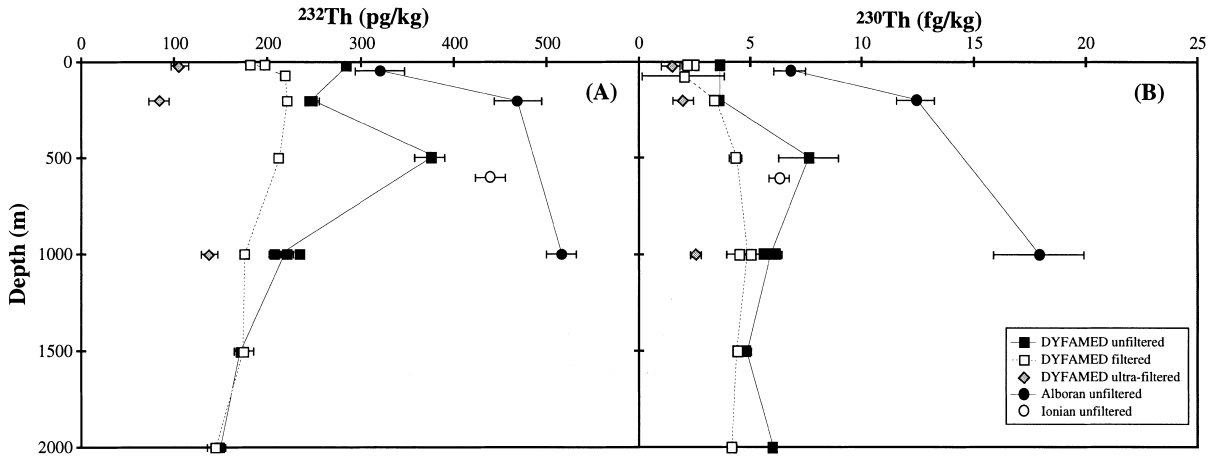 ²³²Th (pg/kg)
²³⁰Th (fg/kg)
0 100 200 300 400 500 0 5 10 15 20 25
0
(A)
(B)
500
1000
1500
2000
Depth (m)
DYFAMED unfiltered
DYFAMED filtered
DYFAMED ultra-filtered
Alboran unfiltered
Ionian unfiltered